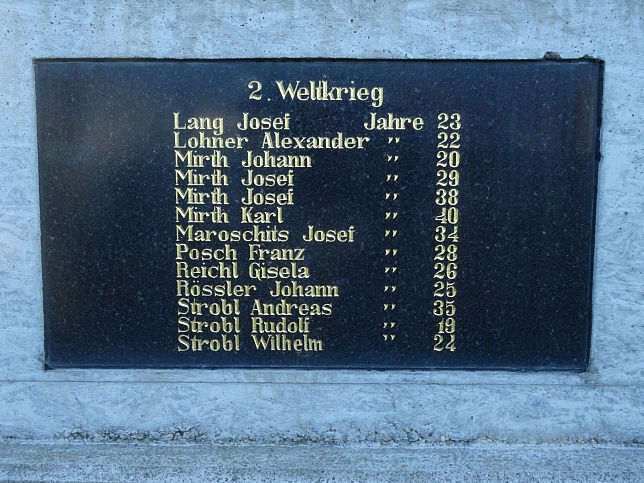 2. Weltkrieg
Lang Josef Jahre 23
Lohner Alexander " 22
Mirth Johann " 20
Mirth Josef " 29
Mirth Josef " 38
Mirth Karl " 40
Maroschits Josef " 34
Posch Franz " 28
Reichl Gisela " 26
Rössler Johann " 25
Strobl Andreas " 35
Strobl Rudolf " 19
Strobl Wilhelm " 24